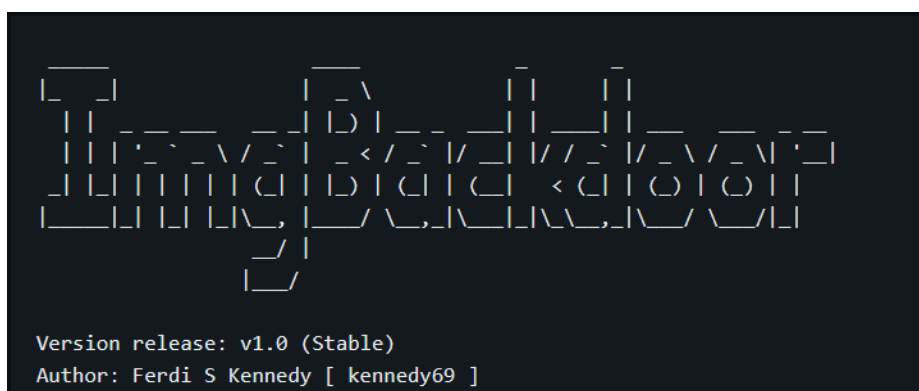 ImgBackdoor
Version release: v1.0 (Stable)
Author: Ferdi S Kennedy [ kennedy69 ]